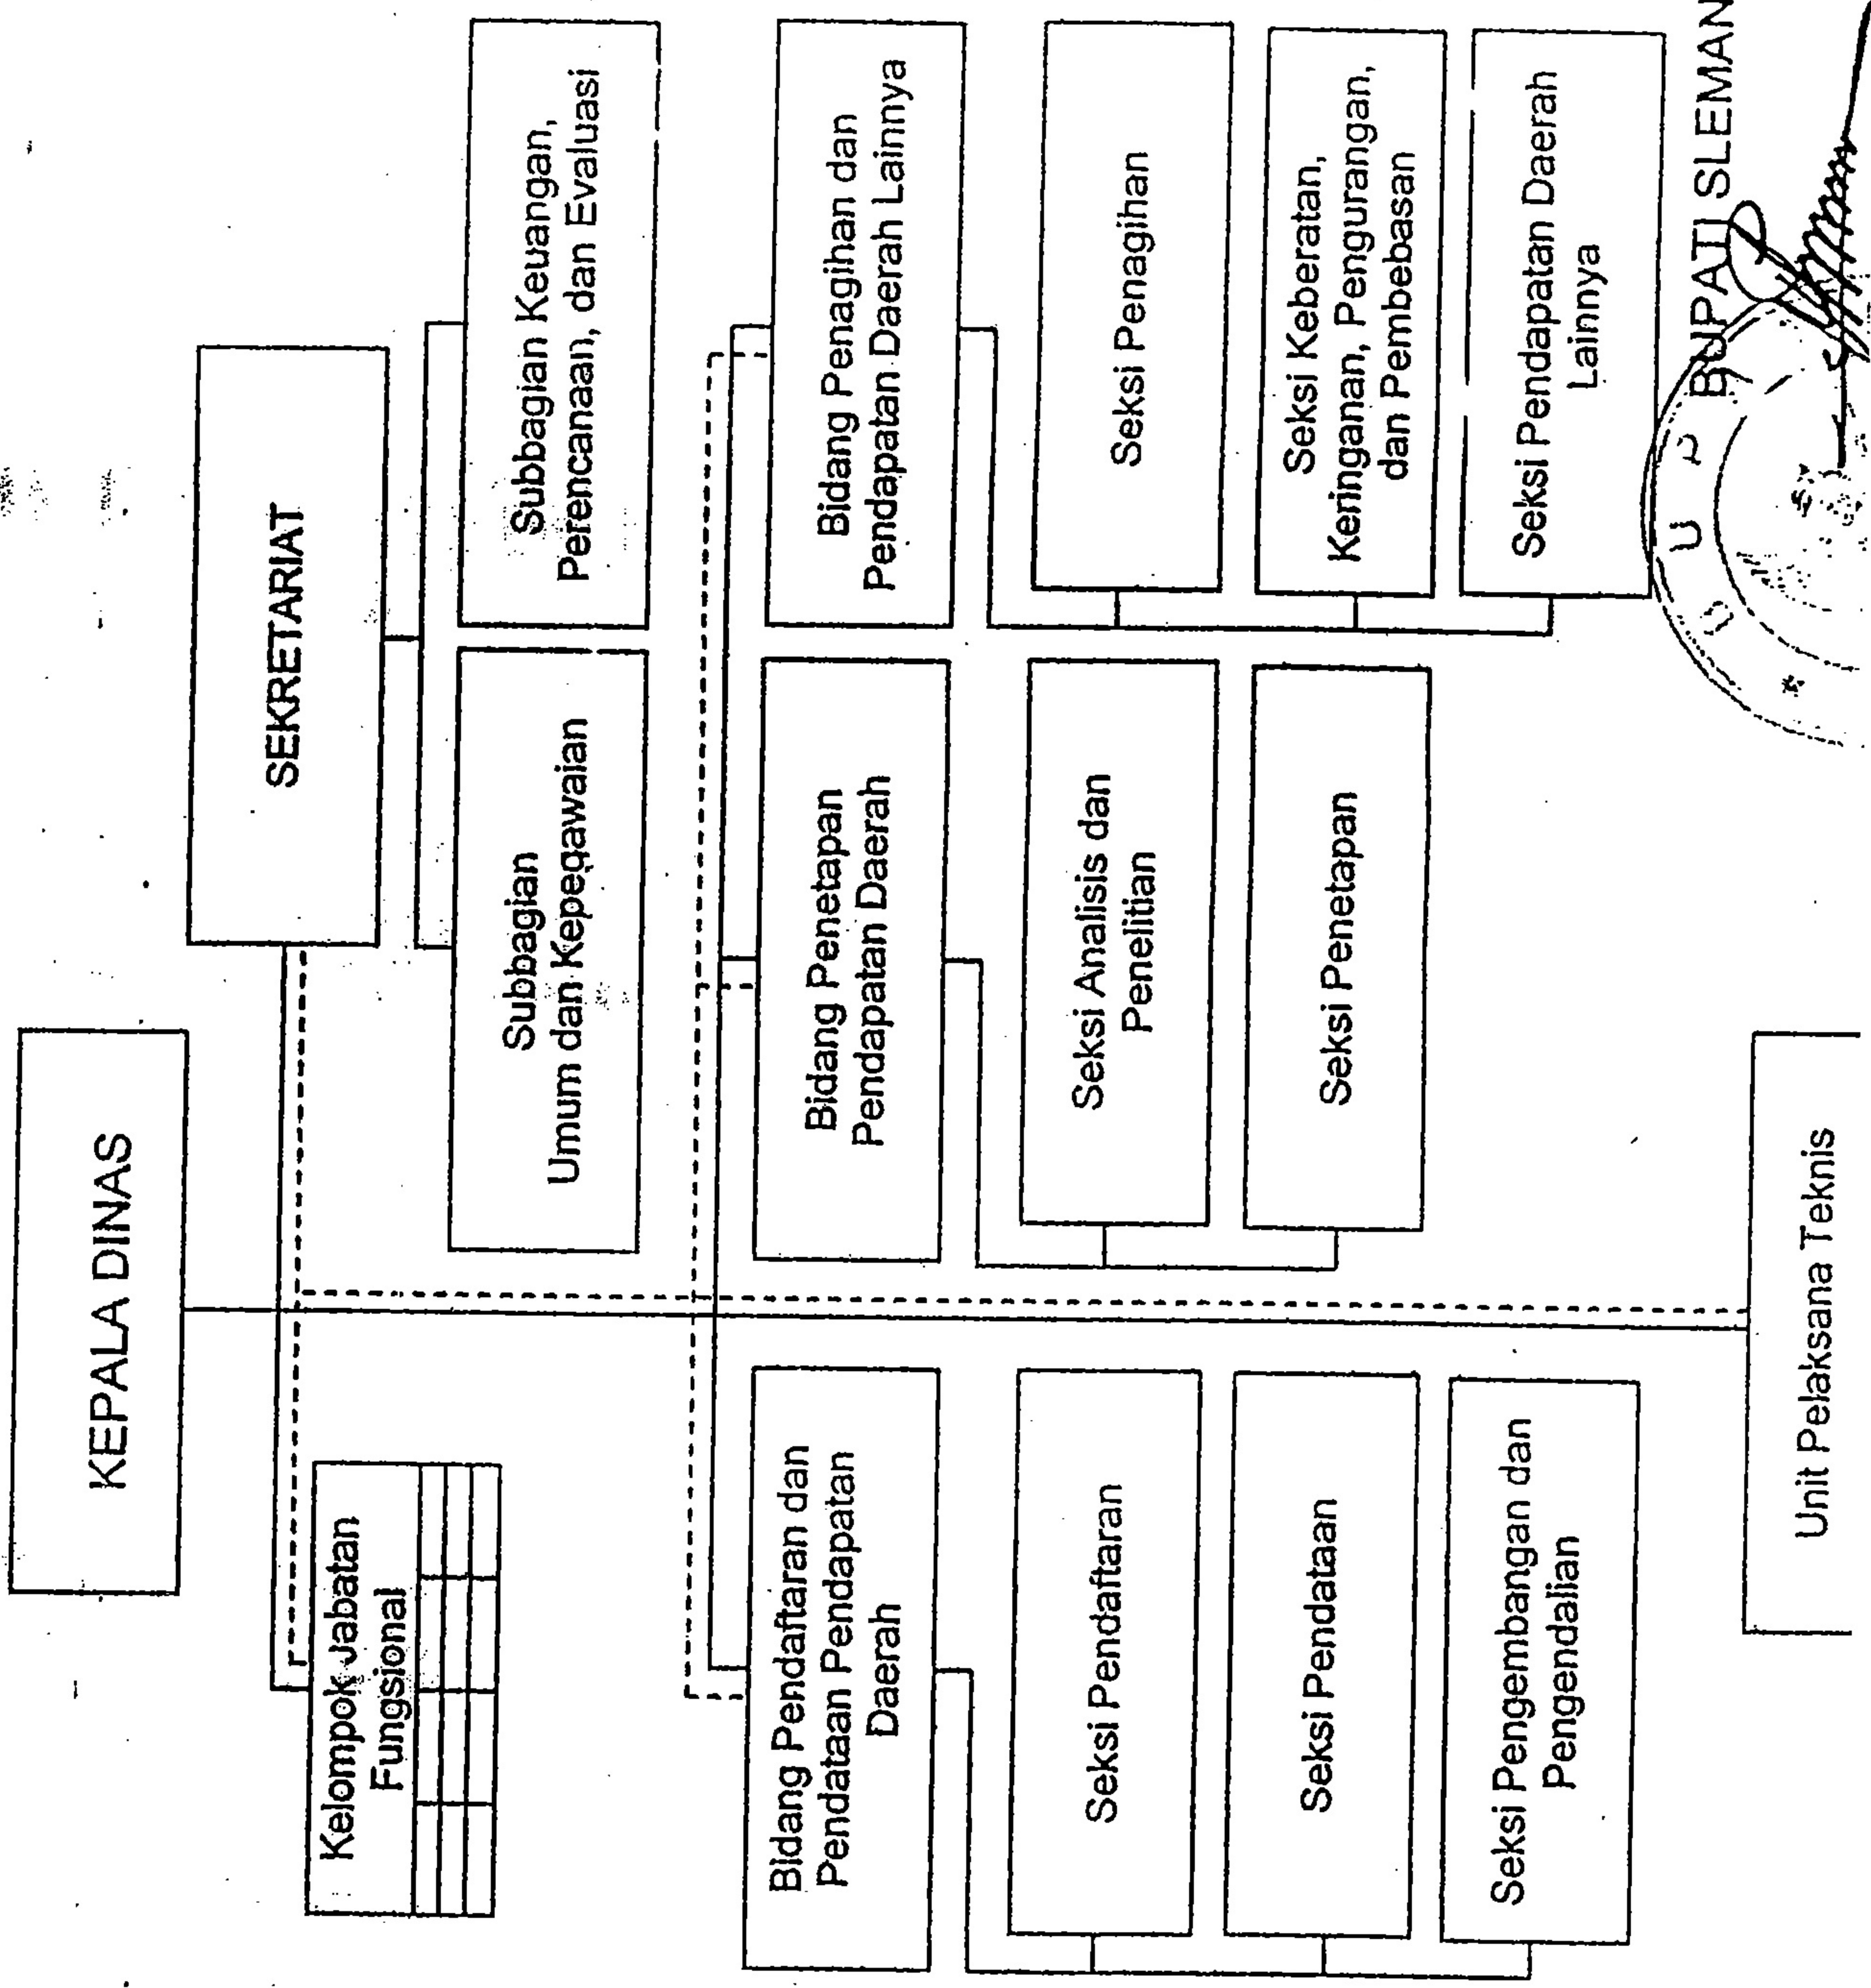 KEPALA DINAS
SEKRETARIAT
Kelompok Jabatan
Fungsional
Subbagian
Umum dan Kepegawaian
Subbagian Keuangan,
Perencanaan, dan Evaluasi
Bidang Pendaftaran dan
Pendataan Pendapatan
Daerah
Bidang Penetapan
Pendapatan Daerah
Bidang Penagihan dan
Pendapatan Daerah Lainnya
Seksi Pendaftaran
Seksi Pendataan
Seksi Pengembangan dan
Pengendalian
Seksi Analisis dan
Penelitian
Seksi Penetapan
Seksi Penagihan
Seksi Keberatan,
Keringanan, Pengurangan,
dan Pembebasan
Seksi Pendapatan Daerah
Lainnya
Unit Pelaksana Teknis
BUPATI SLEMAN